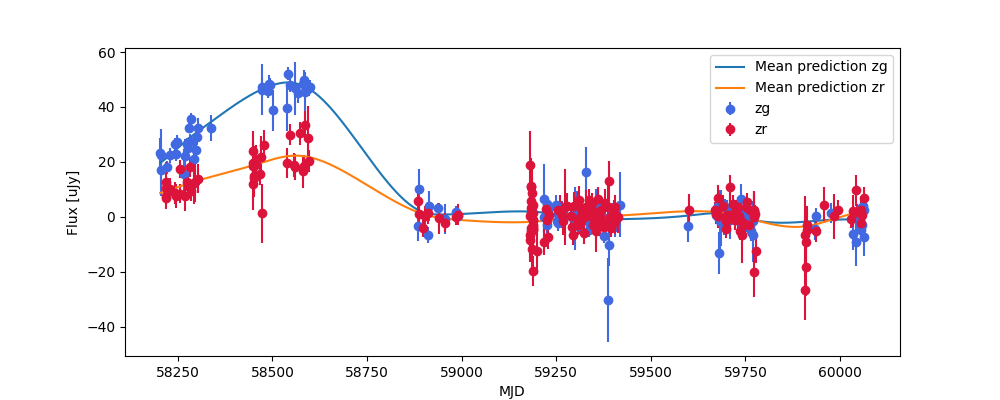 60
40
20
0
−20
−40
Flux [uJy]
58250
58500
58750
59000
59250
59500
59750
60000
MJD
Mean prediction zg
Mean prediction zr
zg
zr